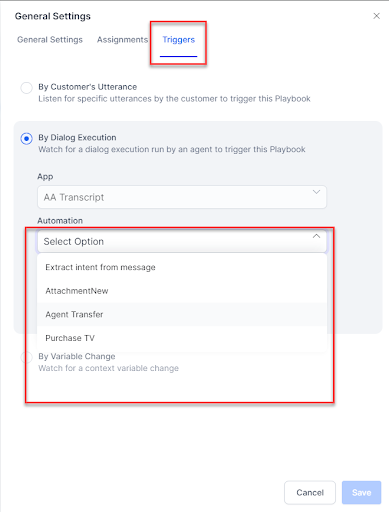 General Settings
General Settings Assignments Triggers
By Customer's Utterance
Listen for specific utterances by the customer to trigger this Playbook
By Dialog Execution
Watch for a dialog execution run by an agent to trigger this Playbook
App
AA Transcript
Automation
Select Option
Extract intent from message
AttachmentNew
Agent Transfer
Purchase TV
By Variable Change
Watch for a context variable change
Cancel Save